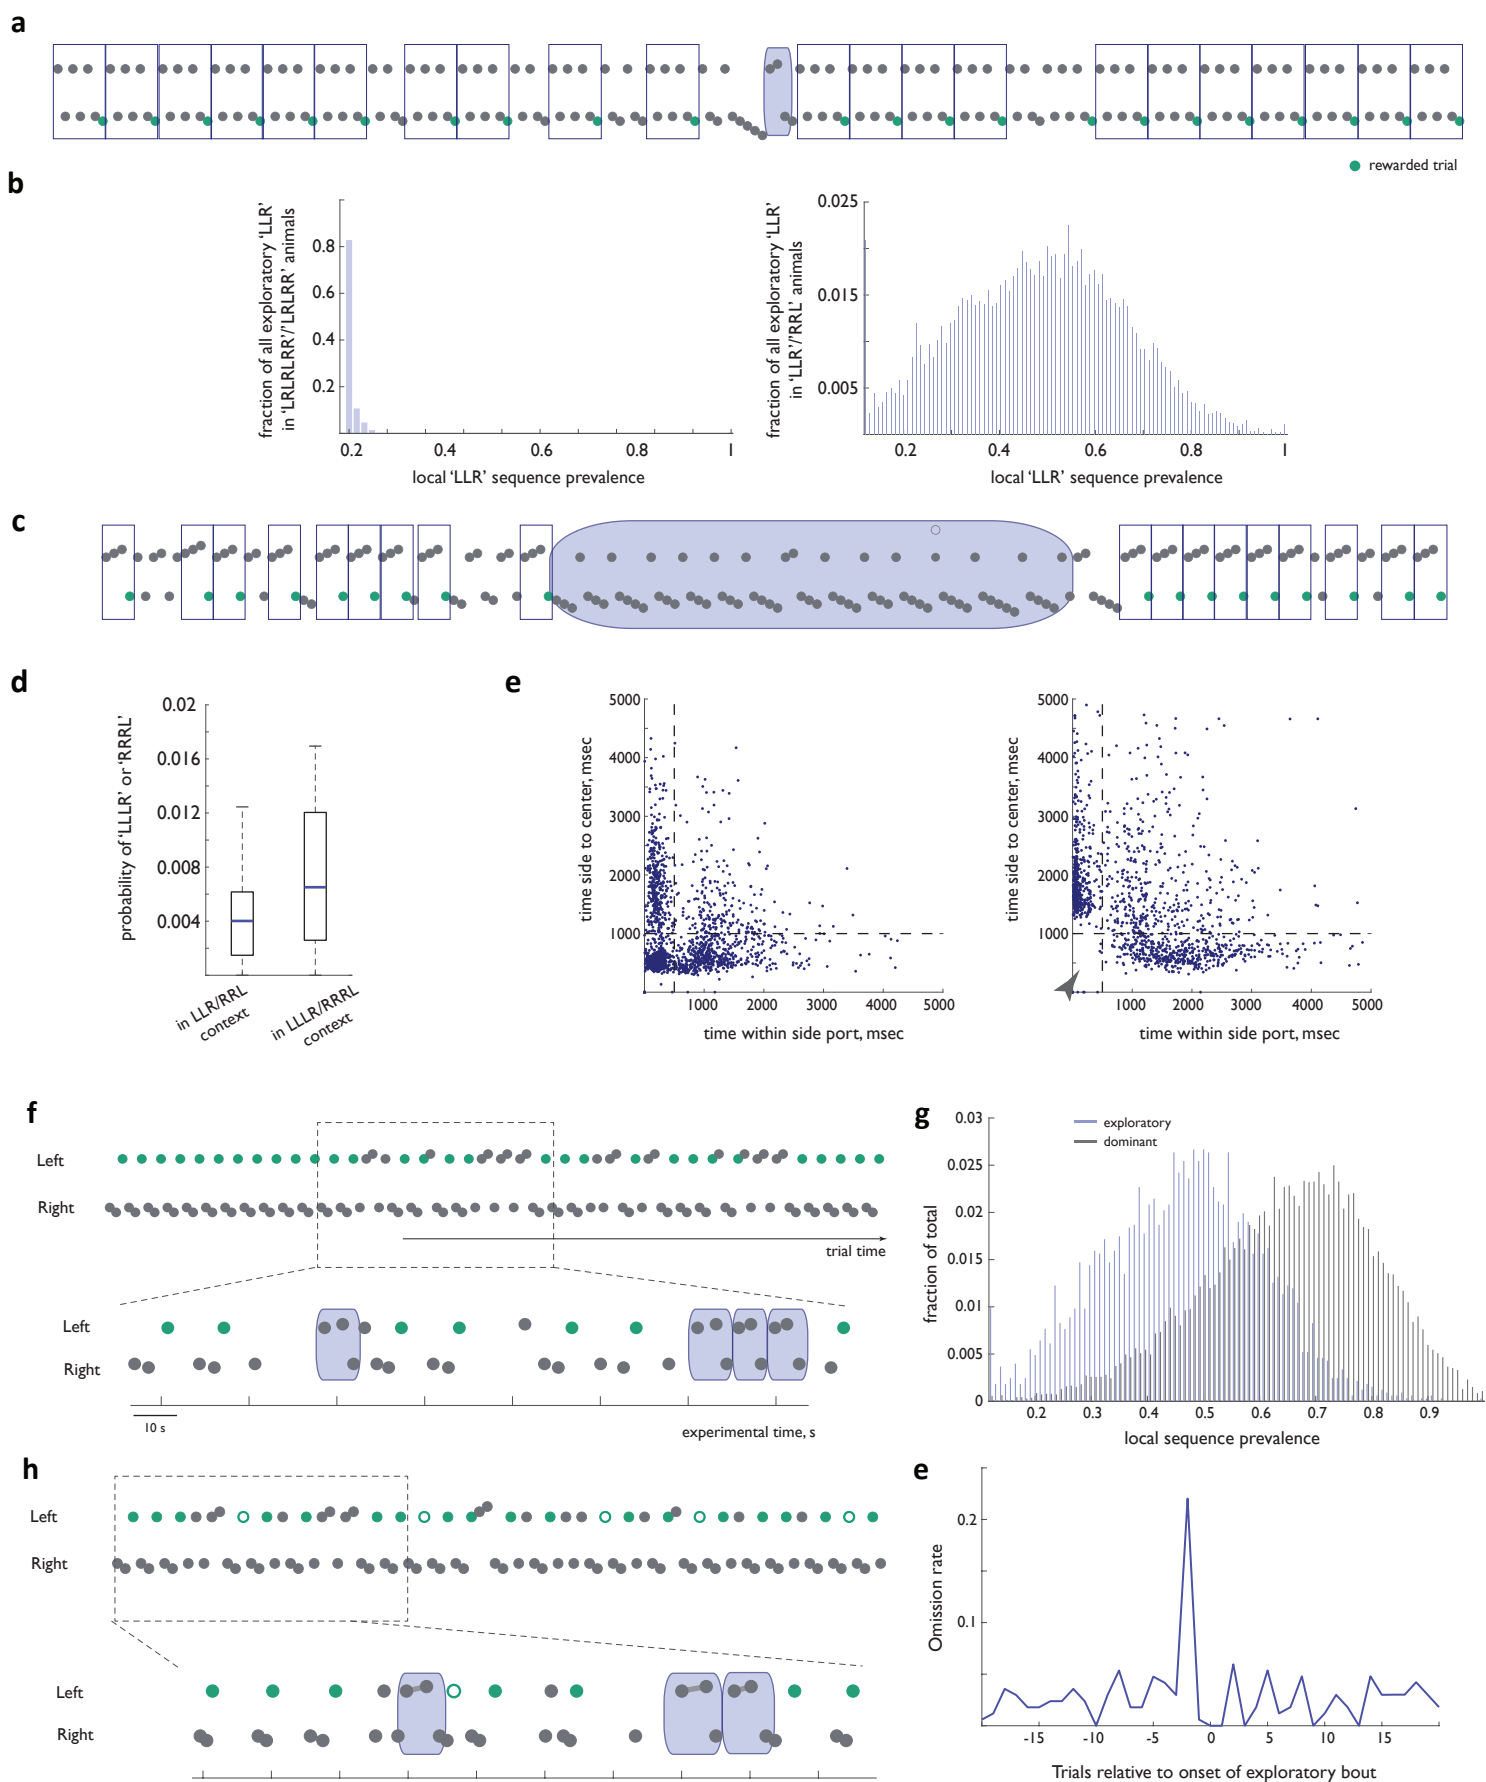 a
rewarded trial
b
fraction of all exploratory ‘LLR’
in ‘LRLRLRR’/’LRLRR’ animals
0.8
0.6
0.4
0.2
0.2
0.4
0.6
0.8
1
local ‘LLR’ sequence prevalence
fraction of all exploratory ‘LLR’
in ‘LLR’/’RRL’ animals
0.025
0.015
0.005
0.2
0.4
0.6
0.8
1
local ‘LLR’ sequence prevalence
c
d
probability of ‘LLLR’ or ‘RRRL’
0.02
0.016
0.012
0.008
0.004
in LLR/RRL
context
in LLLR/RRRL
context
e
time side to center, msec
5000
4000
3000
2000
1000
1000
2000
3000
4000
5000
time within side port, msec
time side to center, msec
5000
4000
3000
2000
1000
1000
2000
3000
4000
5000
time within side port, msec
f
Left
Right
trial time
Left
Right
10 s
experimental time, s
g
fraction of total
0.03
0.025
0.02
0.015
0.01
0.005
0
exploratory
dominant
0.2
0.3
0.4
0.5
0.6
0.7
0.8
0.9
local sequence prevalence
h
Left
Right
Left
Right
e
Omission rate
0.2
0.1
-15
-10
-5
0
5
10
15
Trials relative to onset of exploratory bout